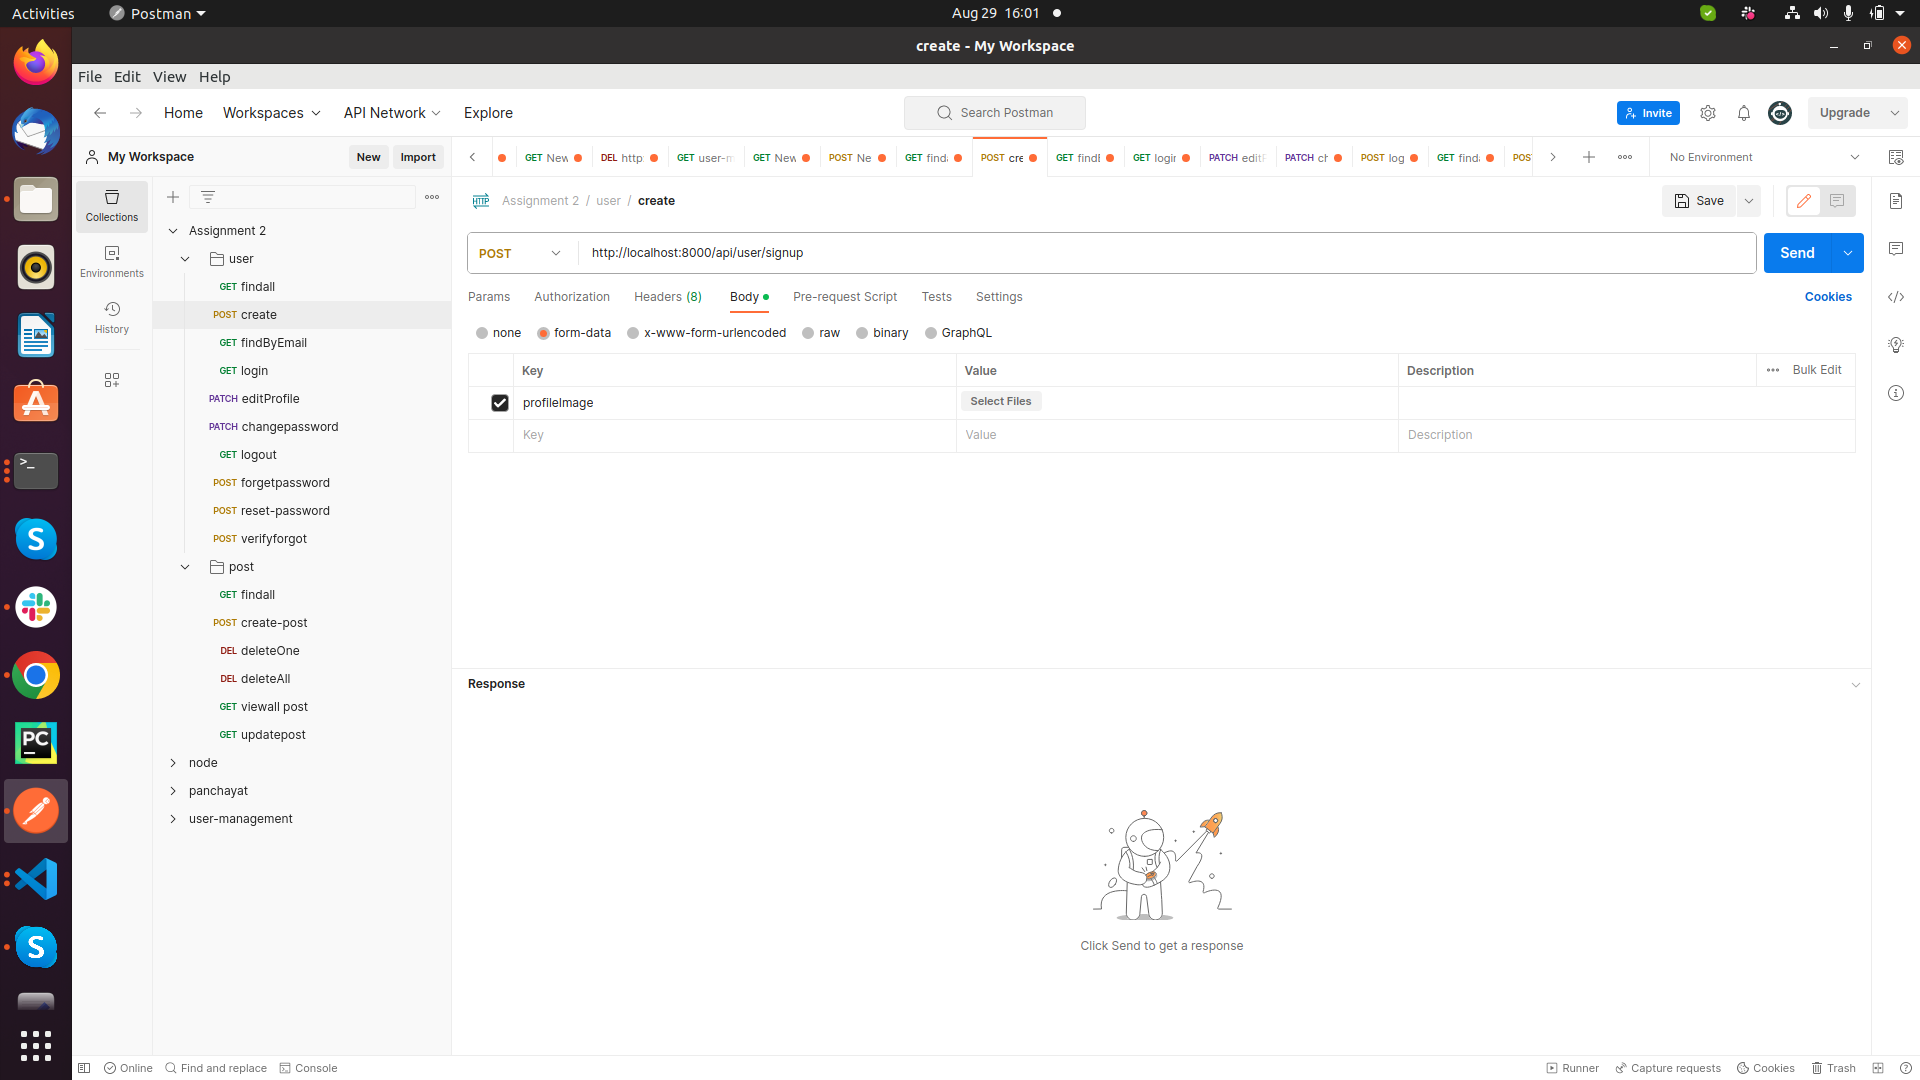 Activities
Postman
Aug 29 16:01
create - My Workspace
File Edit View Help
Home Workspaces API Network Explore
Search Postman
Invite
Upgrade
My Workspace
New
Import
GET New
DEL http
GET user-m
GET New
POST Ne
GET find
POST cre
GET findE
GET login
PATCH editP
PATCH ch
POST log
GET find
POS
No Environment
Collections
Environments
History
Assignment 2
user
GET findall
POST create
GET findByEmail
GET login
PATCH editProfile
PATCH changepassword
GET logout
POST forgetpassword
POST reset-password
POST verifyforgot
post
GET findall
POST create-post
DEL deleteOne
DEL deleteAll
GET viewall post
GET updatepost
node
panchayat
user-management
HTTP
Assignment 2 / user / create
Save
POST
http://localhost:8000/api/user/signup
Send
Params Authorization Headers (8) Body Pre-request Script Tests Settings
Cookies
none form-data x-www-form-urlencoded raw binary GraphQL
Key Value Description
Bulk Edit
profileImage Select Files
Key Value Description
Response
Click Send to get a response
PC
Online Find and replace Console
Runner Capture requests Cookies Trash